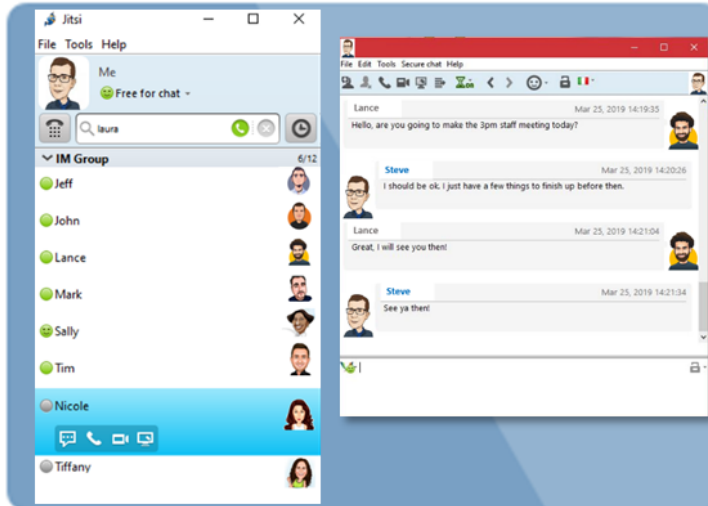 Jitsi
File Tools Help
Me
Free for chat
laura
IM Group 6/12
Jeff
John
Lance
Mark
Sally
Tim
Nicole
Tiffany
File Edit Tools Secure chat Help
Lance Mar 25, 2019 14:19:35
Hello, are you going to make the 3pm staff meeting today?
Steve Mar 25, 2019 14:20:26
I should be ok. I just have a few things to finish up before then.
Lance Mar 25, 2019 14:21:04
Great, I will see you then!
Steve Mar 25, 2019 14:21:34
See ya then!